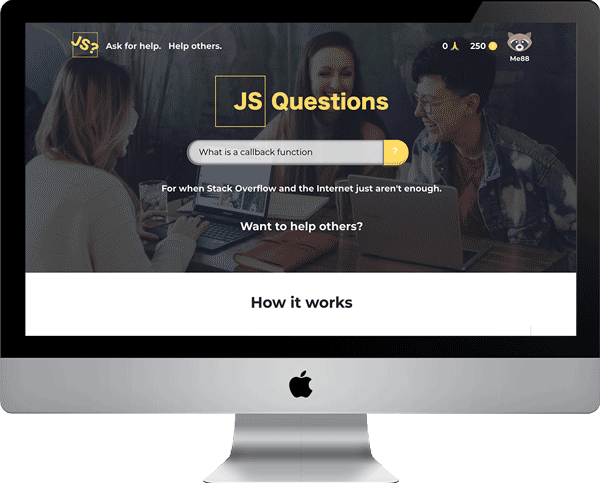 JS?
Ask for help. Help others.
0
250
Me88
JS Questions
What is a callback function
?
For when Stack Overflow and the Internet just aren't enough.
Want to help others?
How it works